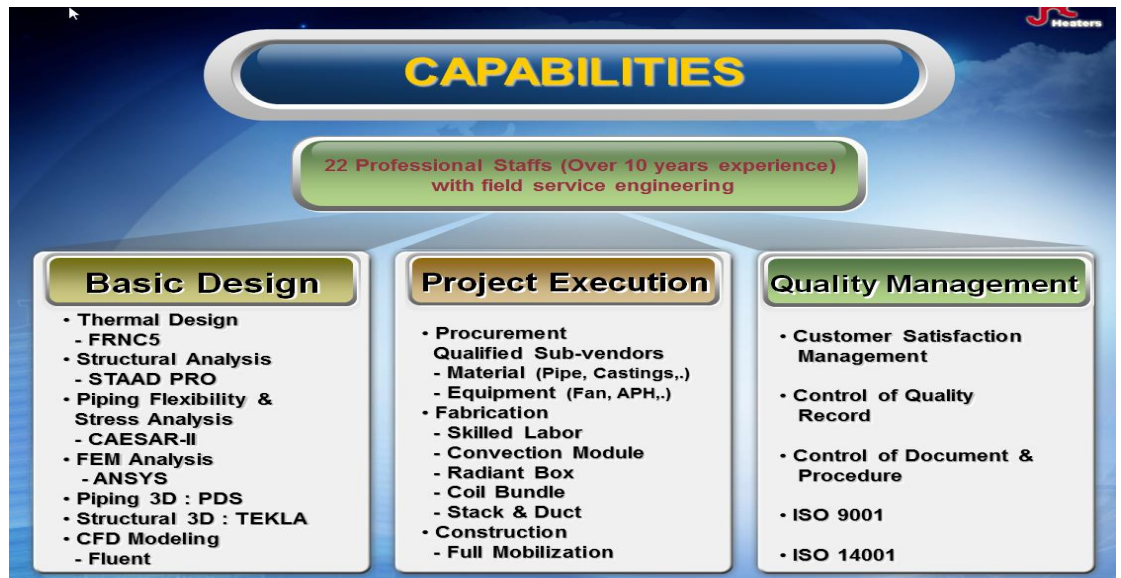 Heaters
CAPABILITIES
22 Professional Staffs (Over 10 years experience)
with field service engineering
Basic Design
• Thermal Design
- FRNC5
• Structural Analysis
- STAAD PRO
• Piping Flexibility &
Stress Analysis
- CAESAR-II
• FEM Analysis
- ANSYS
• Piping 3D : PDS
• Structural 3D : TEKLA
• CFD Modeling
- Fluent
Project Execution
• Procurement
Qualified Sub-vendors
- Material (Pipe, Castings,.)
- Equipment (Fan, APH,.)
• Fabrication
- Skilled Labor
- Convection Module
- Radiant Box
- Coil Bundle
- Stack & Duct
• Construction
- Full Mobilization
Quality Management
• Customer Satisfaction
Management
• Control of Quality
Record
• Control of Document &
Procedure
• ISO 9001
• ISO 14001